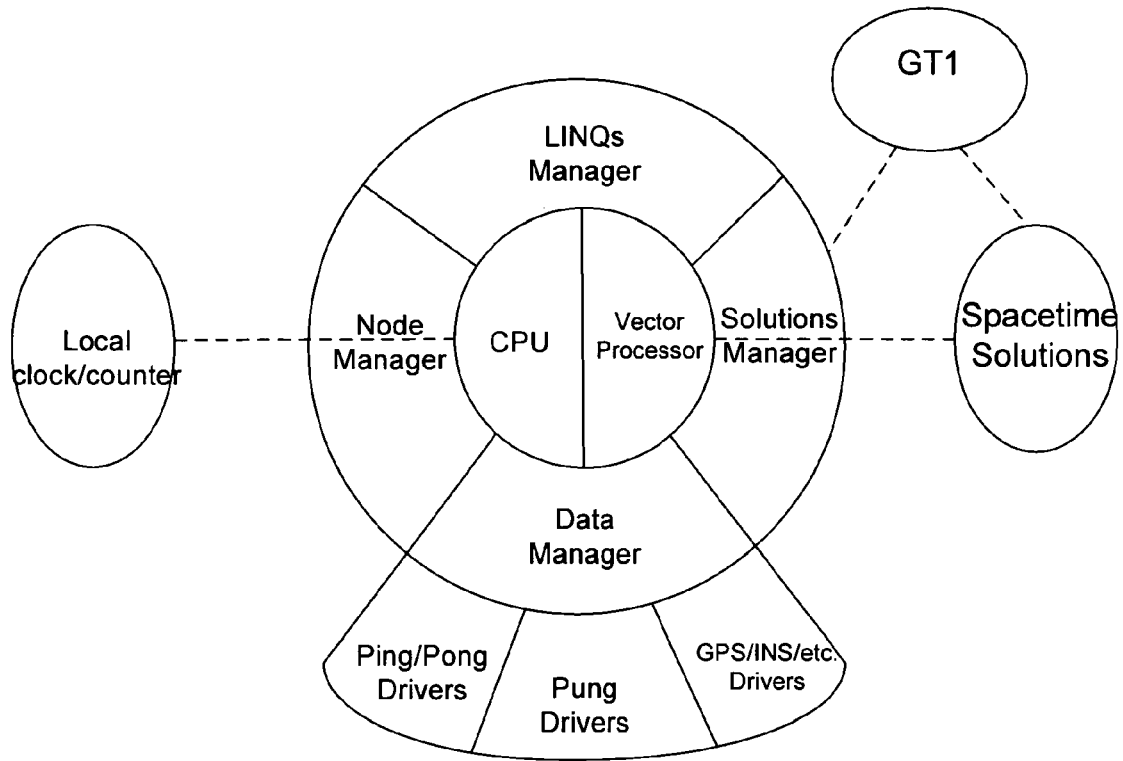 GT1
LINQs
Manager
Local
clock/counter
Node
Manager
CPU
Vector
Processor
Solutions
Manager
Spacetime
Solutions
Data
Manager
Ping/Pong
Drivers
Pung
Drivers
GPS/INS/etc.
Drivers